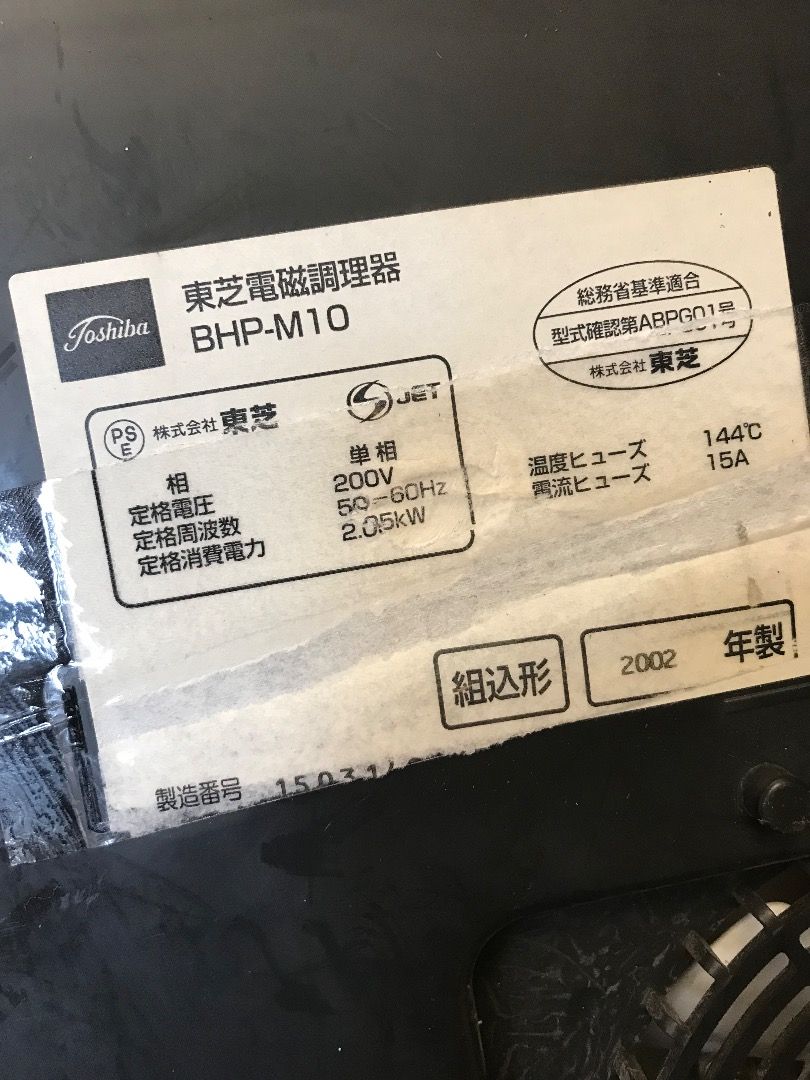 Toshiba
東芝電磁調理器
BHP-M10
総務省基準適合
型式確認第ABPG01号
株式会社 東芝
PS
E
株式会社 東芝
JET
相 単相
定格電圧 200V
定格周波数 50-60Hz
定格消費電力 2.05kW
温度ヒューズ 144℃
電流ヒューズ 15A
組込形
2002 年製
製造番号